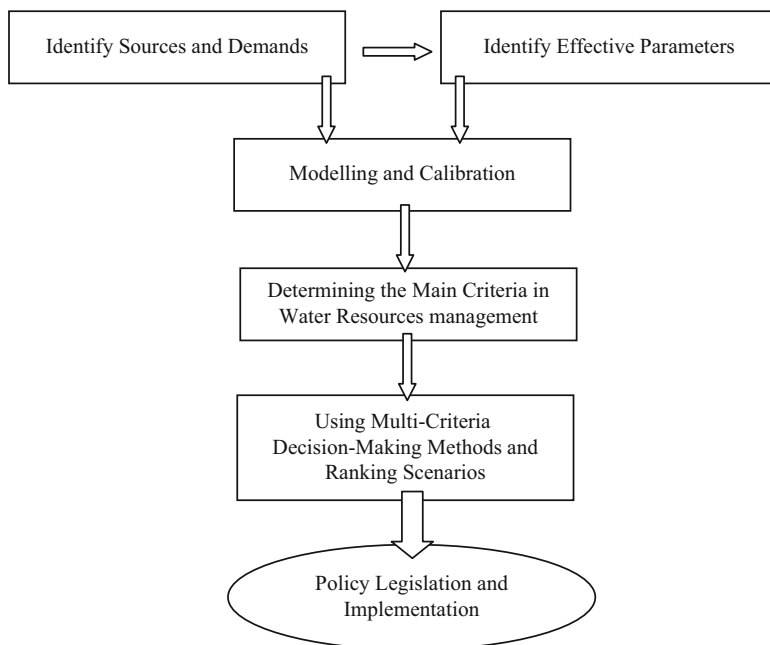 Identify Sources and Demands
Identify Effective Parameters
Modelling and Calibration
Determining the Main Criteria in
Water Resources management
Using Multi-Criteria
Decision-Making Methods and
Ranking Scenarios
Policy Legislation and
Implementation